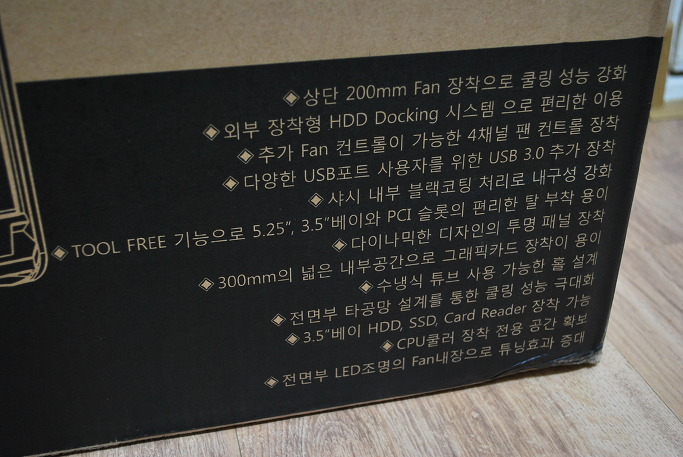 ◈상단 200mm Fan 장착으로 쿨링 성능 강화
◈외부 장착형 HDD Docking 시스템 으로 편리한 이용
◈추가 Fan 컨트롤이 가능한 4채널 팬 컨트롤 장착
◈다양한 USB포트 사용자를 위한 USB 3.0 추가 장착
◈샤시 내부 블랙코팅 처리로 내구성 강화
◈TOOL FREE 기능으로 5.25", 3.5"베이와 PCI 슬롯의 편리한 탈 부착 용이
◈다이나믹한 디자인의 투명 패널 장착
◈300mm의 넓은 내부공간으로 그래픽카드 장착이 용이
◈수냉식 튜브 사용 가능한 홀 설계
◈전면부 타공망 설계를 통한 쿨링 성능 극대화
◈3.5"베이 HDD, SSD, Card Reader 장착 가능
◈CPU쿨러 장착 전용 공간 확보
◈전면부 LED조명의 Fan내장으로 튜닝효과 증대